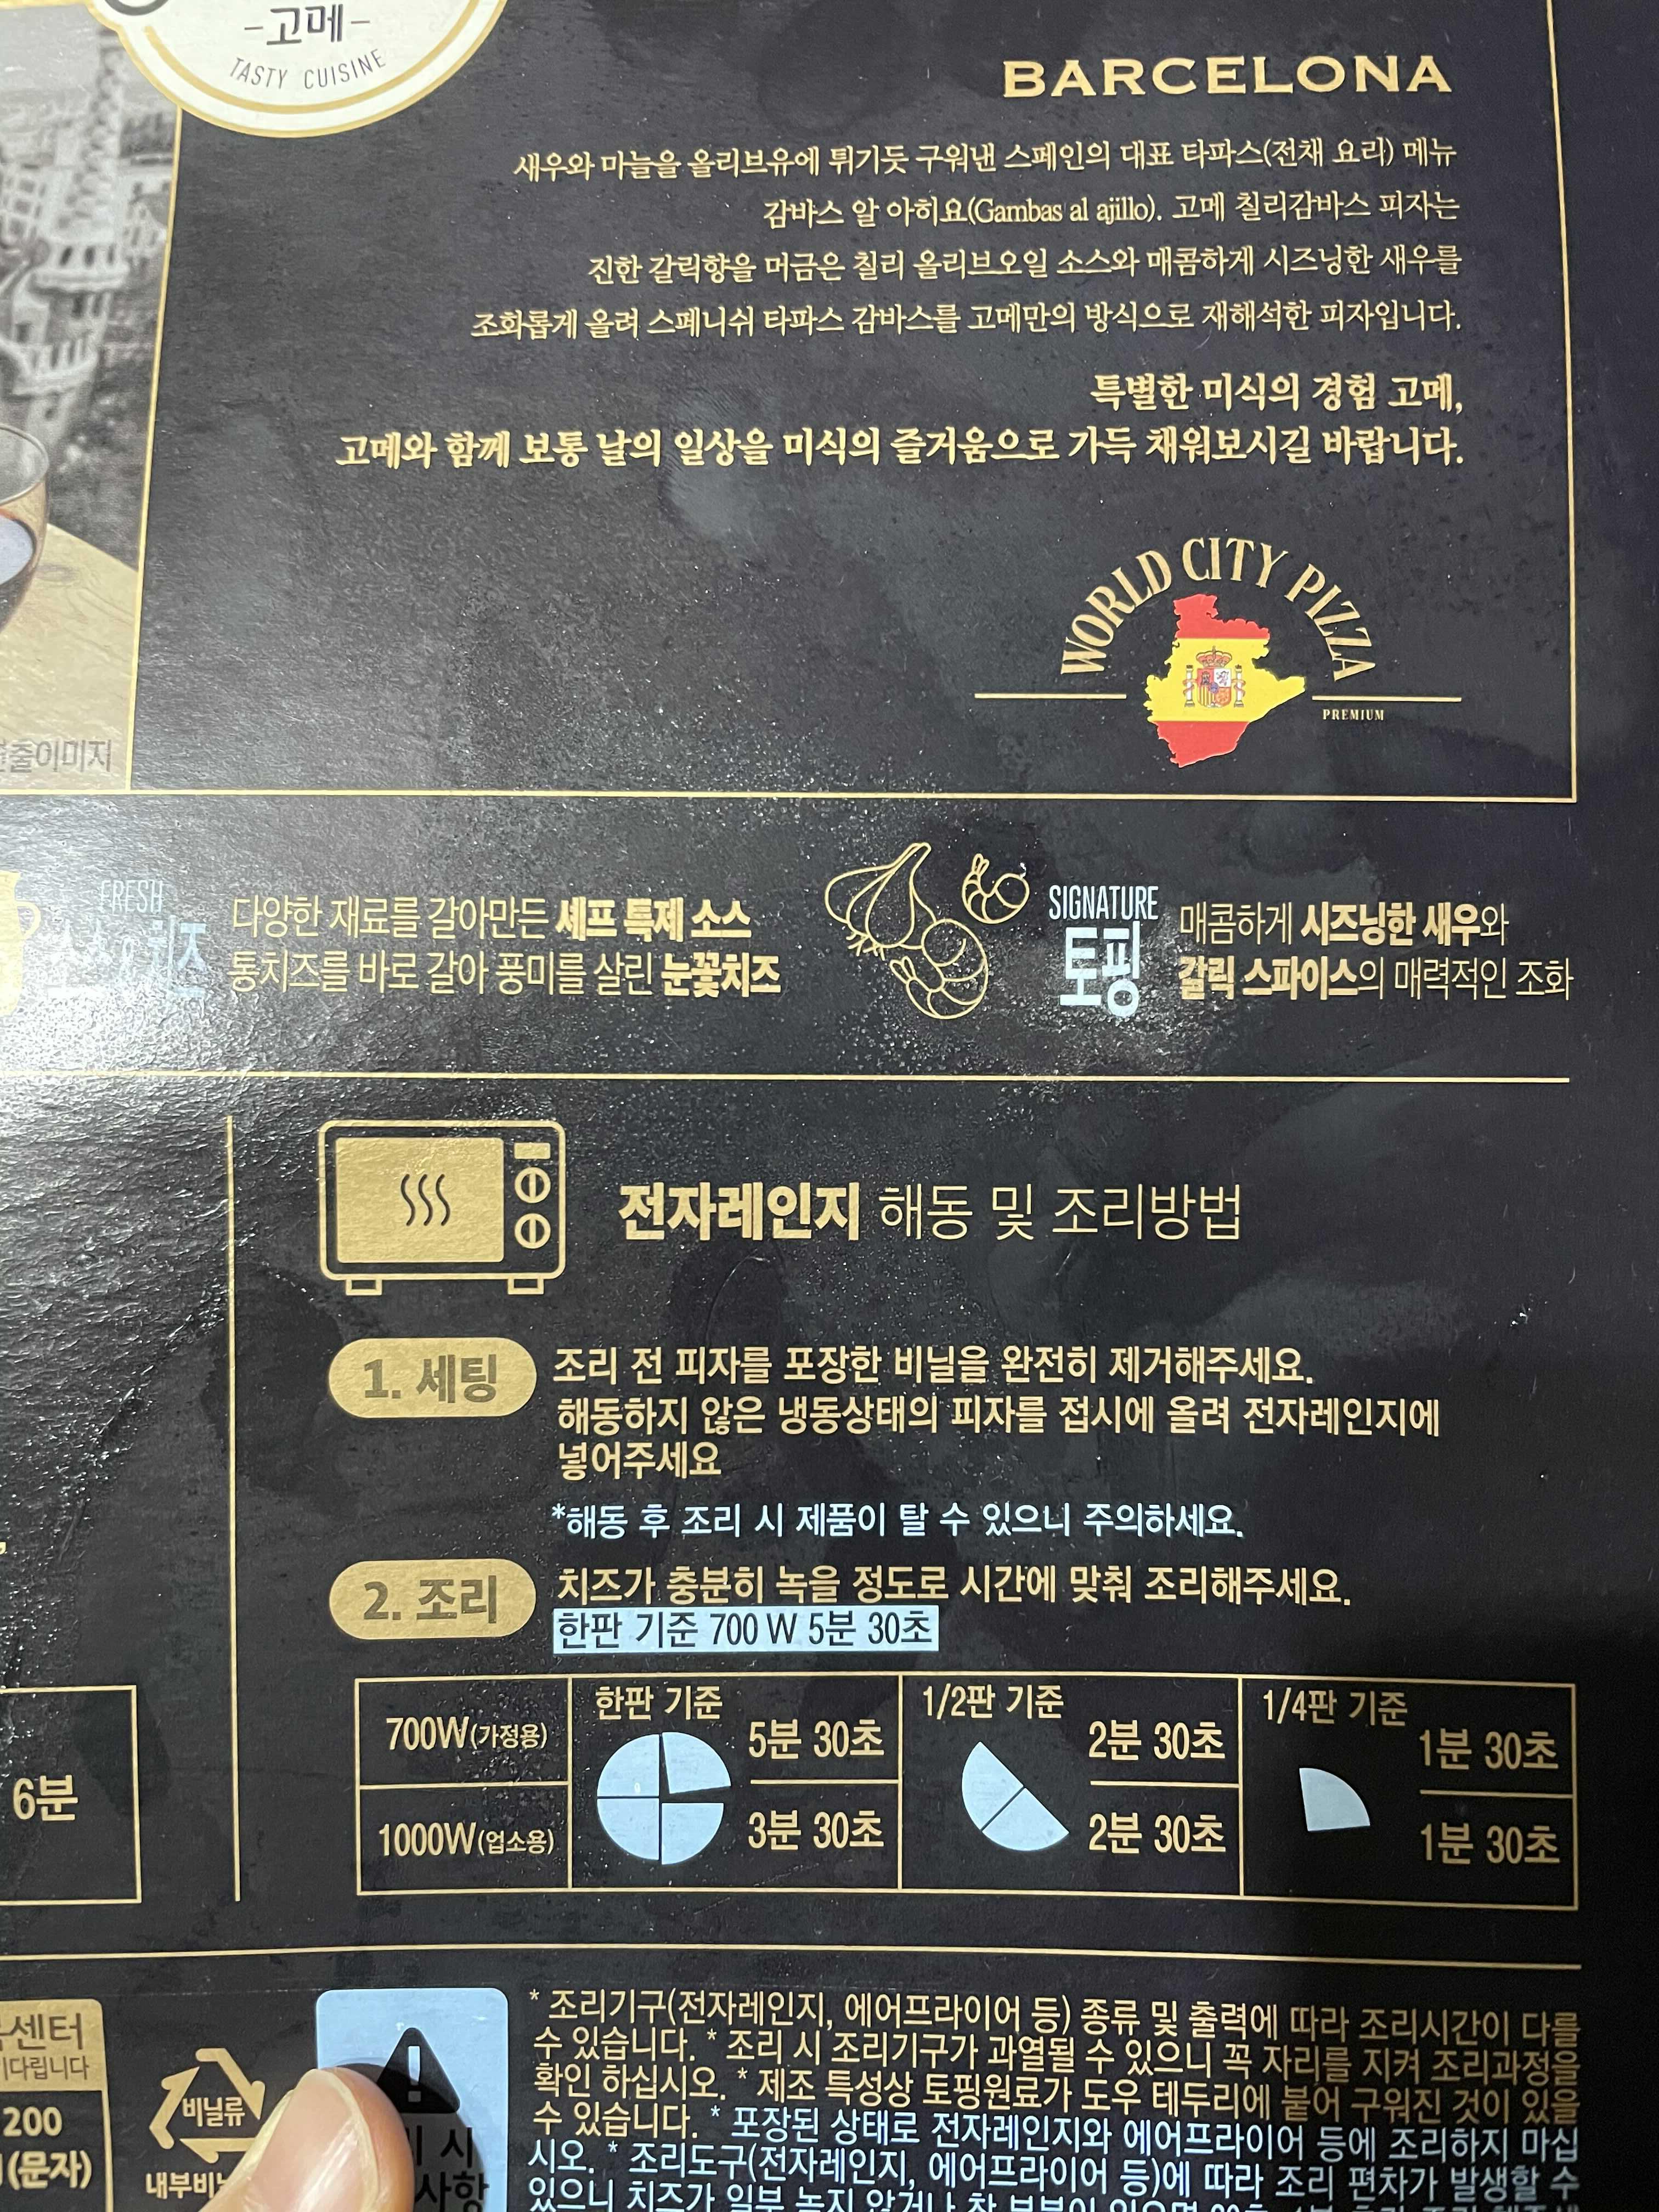 -고메-
TASTY CUISINE
BARCELONA
새우와 마늘을 올리브유에 튀기듯 구워낸 스페인의 대표 타파스(전채 요리) 메뉴
감바스 알 아히요(Gambas al ajillo). 고메 칠리감바스 피자는
진한 갈릭향을 머금은 칠리 올리브오일 소스와 매콤하게 시즈닝한 새우를
조화롭게 올려 스페니쉬 타파스 감바스를 고메만의 방식으로 재해석한 피자입니다.
특별한 미식의 경험 고메,
고메와 함께 보통 날의 일상을 미식의 즐거움으로 가득 채워보시길 바랍니다.
WORLD CITY PIZZA
PREMIUM
FRESH
소스&치즈
다양한 재료를 갈아만든 셰프 특제 소스
통치즈를 바로 갈아 풍미를 살린 눈꽃치즈
SIGNATURE
토핑
매콤하게 시즈닝한 새우와
갈릭 스파이스의 매력적인 조화
전자레인지 해동 및 조리방법
1. 세팅
조리 전 피자를 포장한 비닐을 완전히 제거해주세요.
해동하지 않은 냉동상태의 피자를 접시에 올려 전자레인지에
넣어주세요
*해동 후 조리 시 제품이 탈 수 있으니 주의하세요.
2. 조리
치즈가 충분히 녹을 정도로 시간에 맞춰 조리해주세요.
한판 기준 700 W 5분 30초
700W(가정용)
한판 기준
5분 30초
1/2판 기준
2분 30초
1/4판 기준
1분 30초
1000W(업소용)
3분 30초
2분 30초
1분 30초
6분
* 조리기구(전자레인지, 에어프라이어 등) 종류 및 출력에 따라 조리시간이 다를
수 있습니다. * 조리 시 조리기구가 과열될 수 있으니 꼭 자리를 지켜 조리과정을
확인 하십시오. * 제조 특성상 토핑원료가 도우 테두리에 붙어 구워진 것이 있을
수 있습니다. * 포장된 상태로 전자레인지와 에어프라이어 등에 조리하지 마십
시오. * 조리도구(전자레인지, 에어프라이어 등)에 따라 조리 편차가 발생할 수
있으니 치즈가 일부 녹지 않거나 찬 부분이 있으면
비닐류
200
(문자)